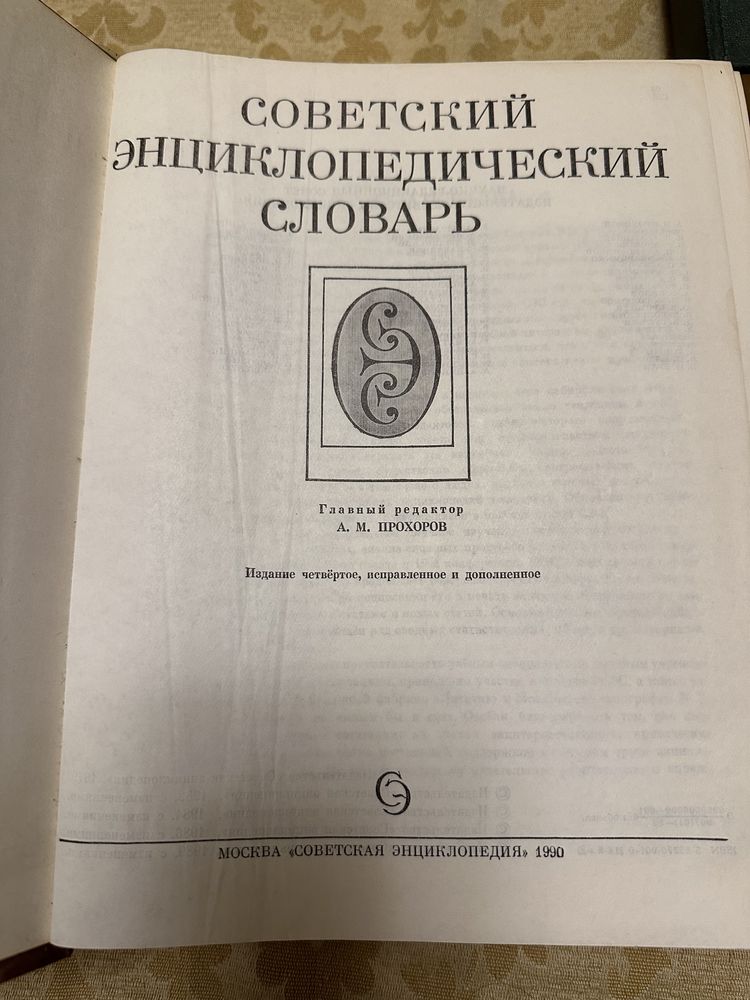 СОВЕТСКИЙ
ЭНЦИКЛОПЕДИЧЕСКИЙ
СЛОВАРЬ
Главный редактор
А. М. ПРОХОРОВ
Издание четвёртое, исправленное и дополненное
МОСКВА «СОВЕТСКАЯ ЭНЦИКЛОПЕДИЯ» 1990